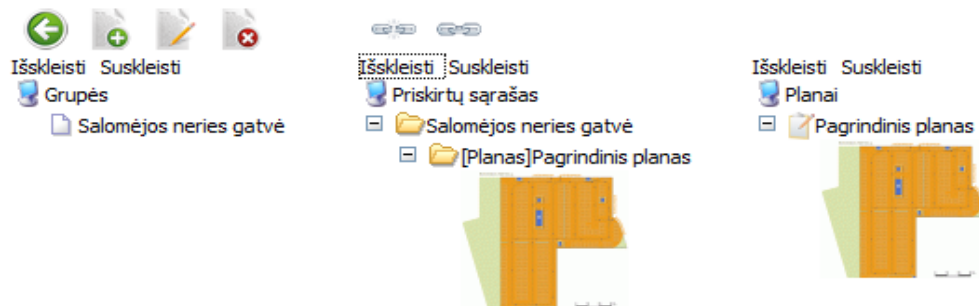 Išskleisti Suskleisti
Grupės
Salomėjos neries gatvė
Išskleisti Suskleisti
Priskirtų sąrašas
Salomėjos neries gatvė
[Planas]Pagrindinis planas
Išskleisti Suskleisti
Planai
Pagrindinis planas